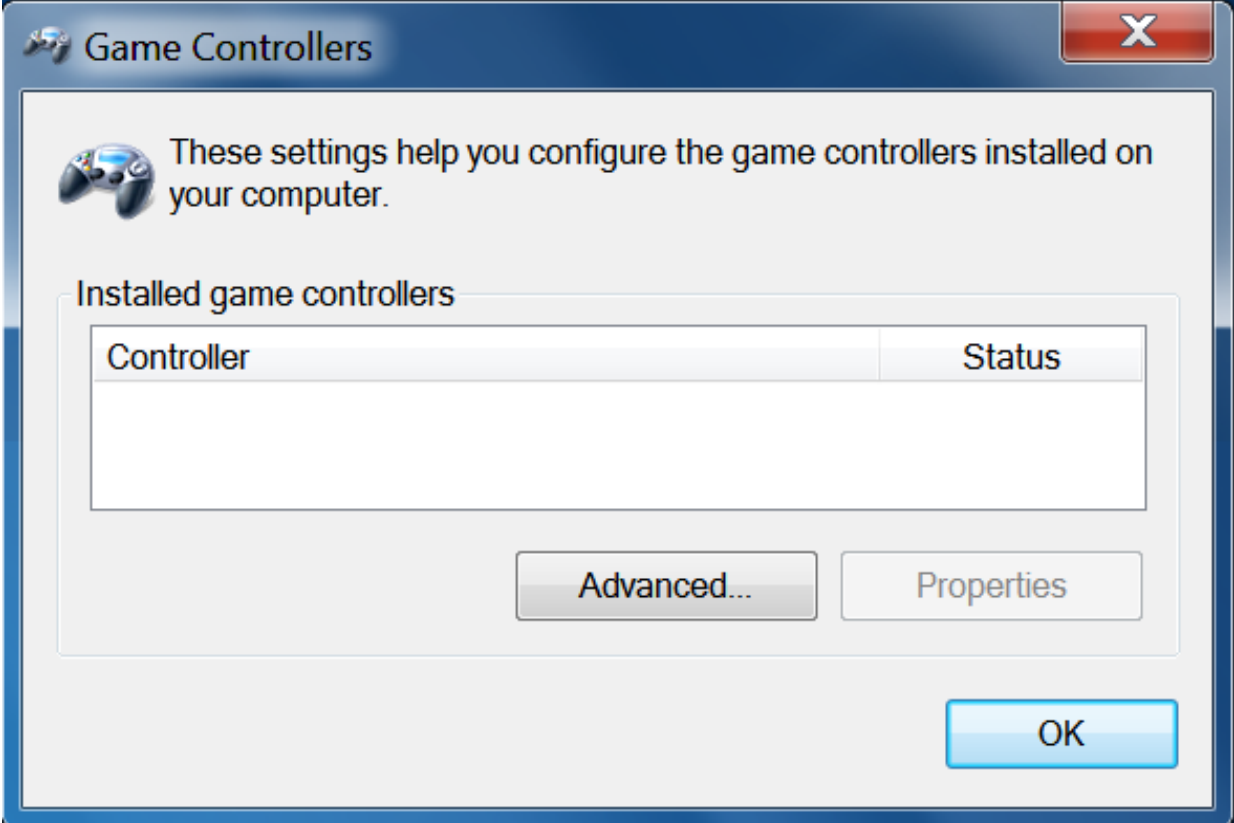 Game Controllers
These settings help you configure the game controllers installed on
your computer.
Installed game controllers
Controller Status
Advanced... Properties
OK